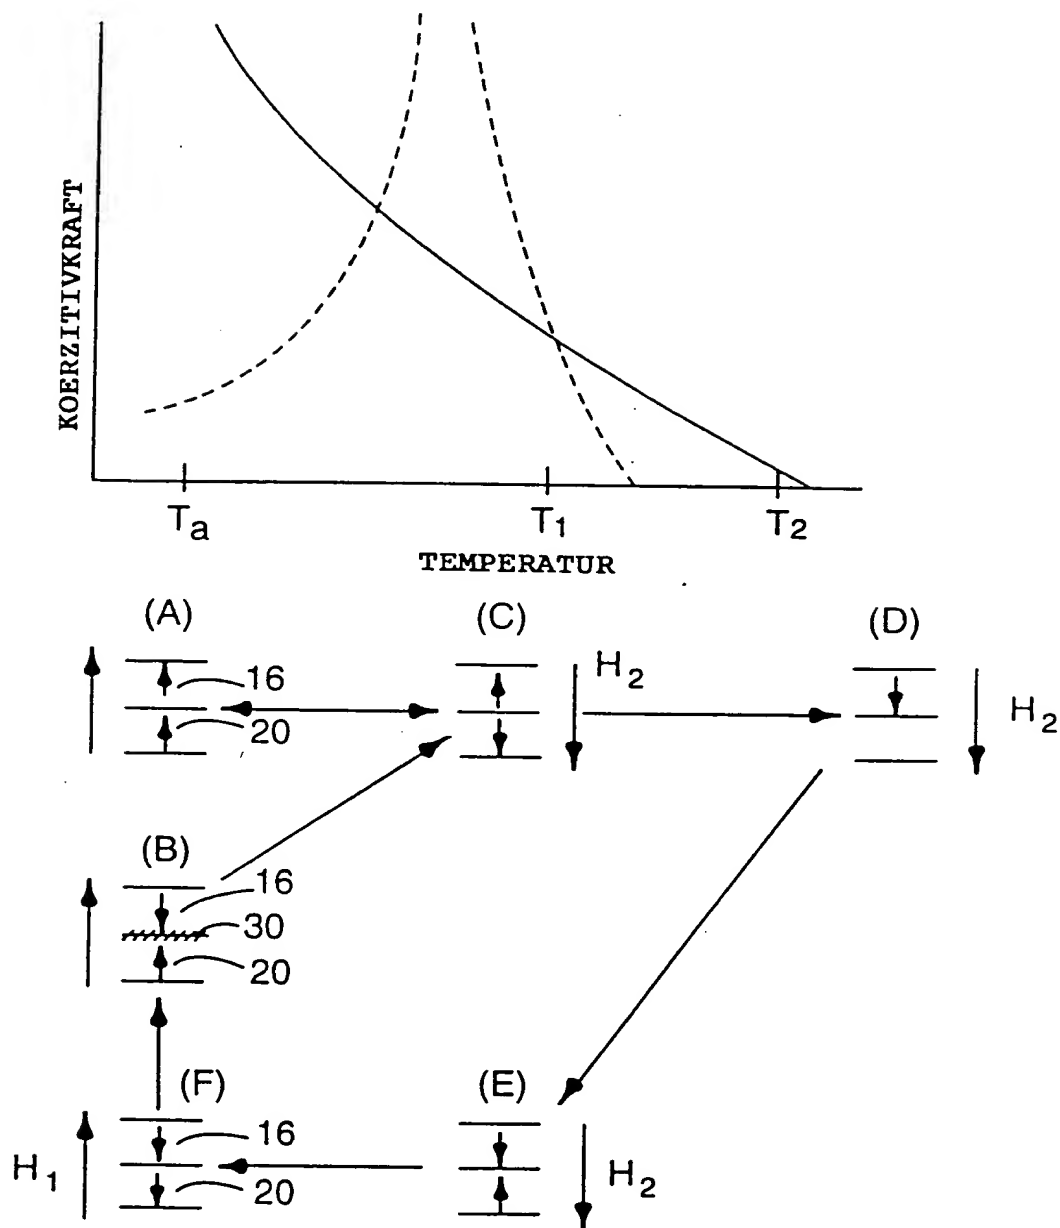 KOERZITIVKRAFT
Ta T1 T2
TEMPERATUR
(A) (C) (D)
16 H2
20 H2
(B)
16
30
20
(F) (E)
16
H1 H2
20